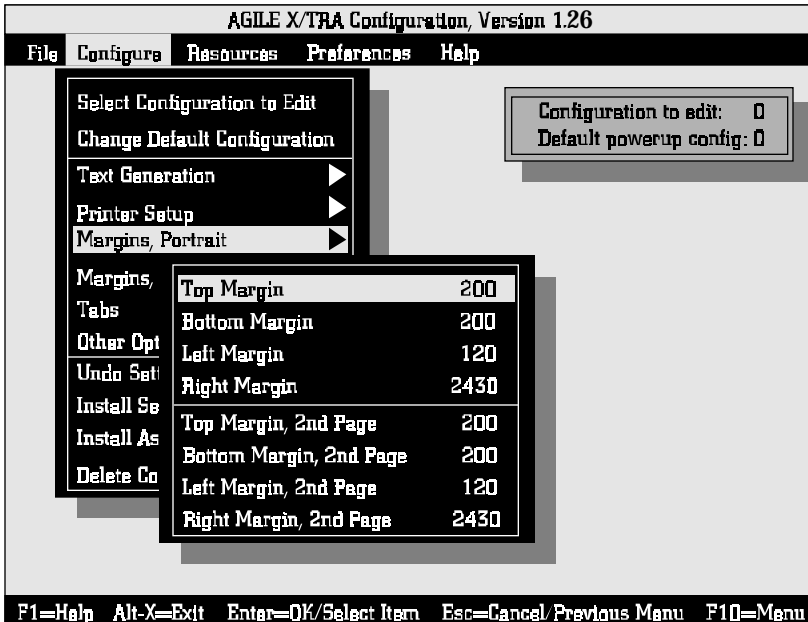 AGILE X/TRA Configuration, Version 1.26
File Configure Resources Preferences Help
Select Configuration to Edit
Change Default Configuration
Text Generation
Printer Setup
Margins, Portrait
Margins,
Tabs
Other Opt
Undo Sett
Install Se
Install As
Delete Co
Configuration to edit: 0
Default powerup config: 0
Top Margin 200
Bottom Margin 200
Left Margin 120
Right Margin 2430
Top Margin, 2nd Page 200
Bottom Margin, 2nd Page 200
Left Margin, 2nd Page 120
Right Margin, 2nd Page 2430
F1=Help Alt-X=Exit Enter=OK/Select Item Esc=Cancel/Previous Menu F10=Menu